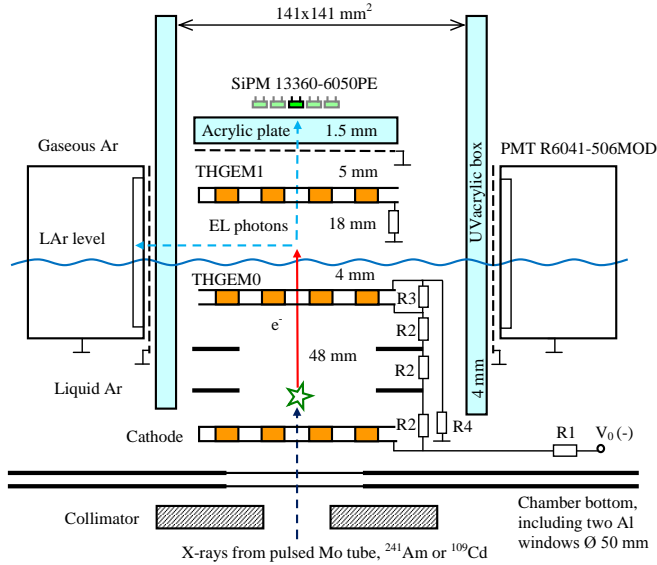 141x141 mm²
SiPM 13360-6050PE
Acrylic plate 1.5 mm
Gaseous Ar
PMT R6041-506MOD
THGEM1
5 mm
UVacrylic box
EL photons
18 mm
LAr level
THGEM0
4 mm
R3
e⁻
R2
48 mm
R2
Liquid Ar
4 mm
R2
R4
Cathode
R1
V₀ (-)
Collimator
Chamber bottom,
including two Al
windows Ø 50 mm
X-rays from pulsed Mo tube, ²⁴¹Am or ¹⁰⁹Cd